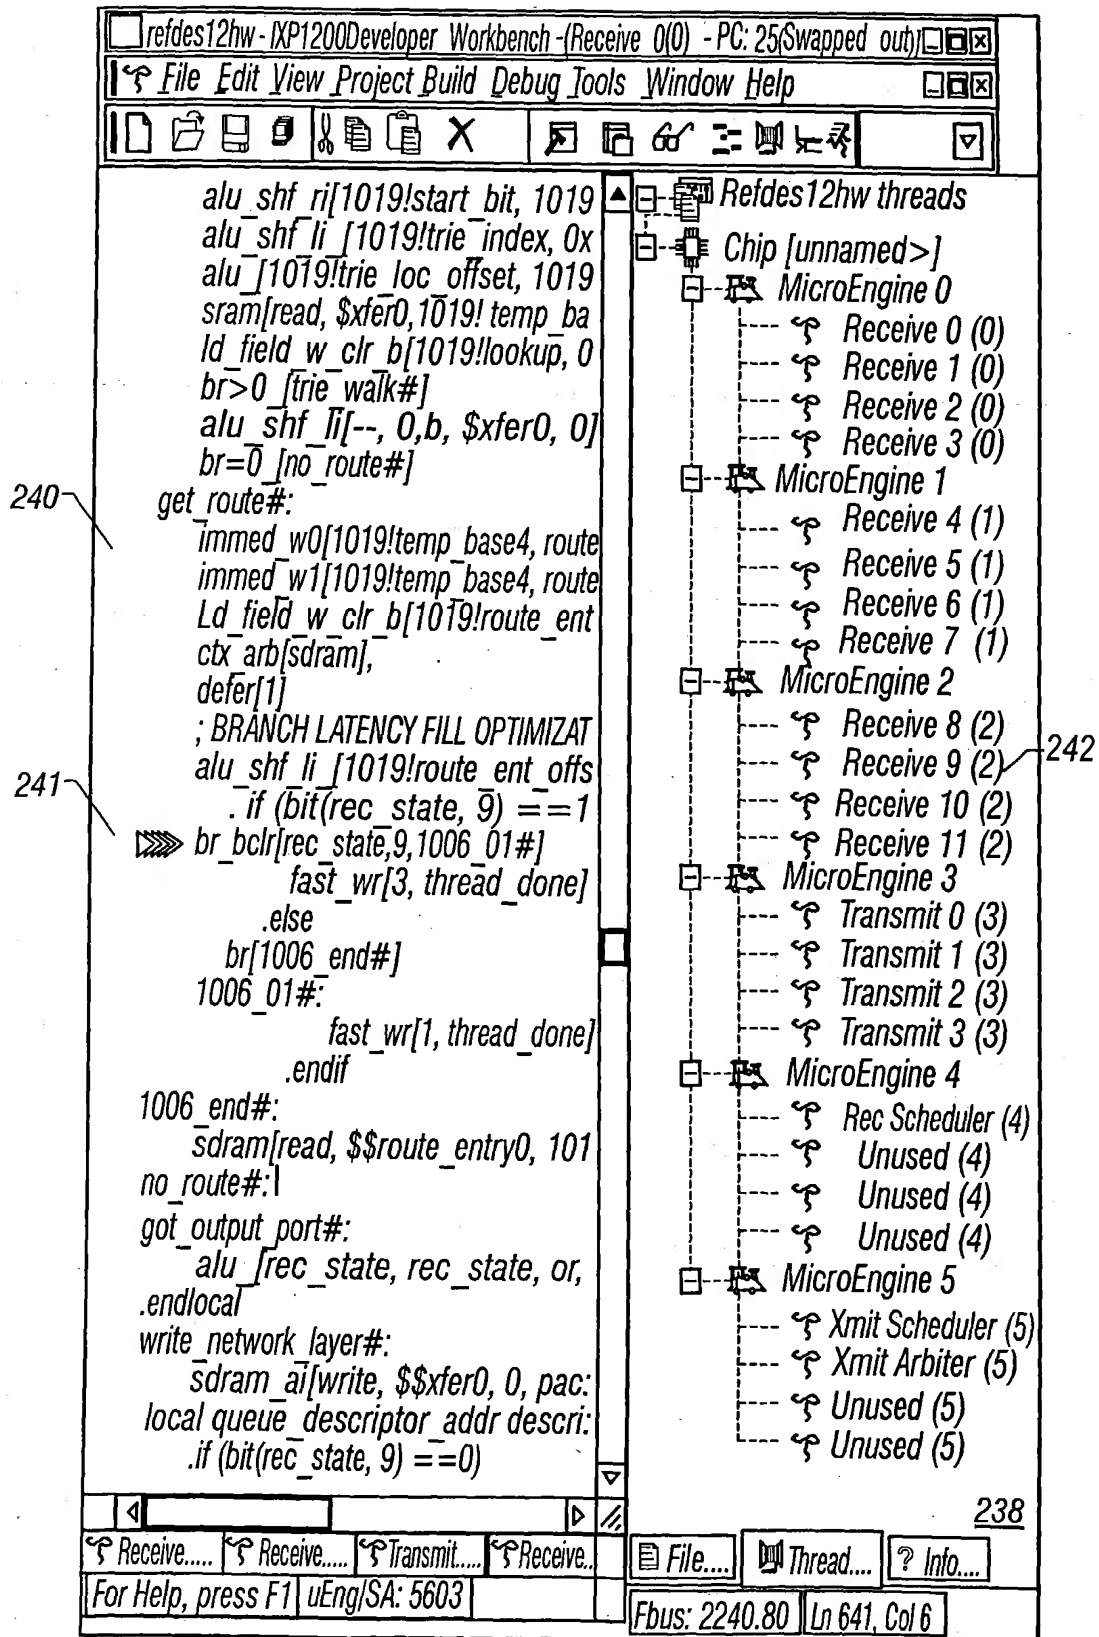 refdes12hw - IXP1200Developer Workbench -(Receive 0(0) - PC: 25(Swapped out)]
File Edit View Project Build Debug Tools Window Help
alu_shf_ri[1019!start_bit, 1019
alu_shf_li_[1019!trie_index, 0x
alu_[1019!trie_loc_offset, 1019
sram[read, $xfer0,1019! temp_ba
ld_field_w_clr_b[1019!lookup, 0
br>0_[trie_walk#]
alu_shf_li[--, 0,b, $xfer0, 0]
br=0_[no_route#]
240
get_route#:
immed_w0[1019!temp_base4, route
immed_w1[1019!temp_base4, route
Ld_field_w_clr_b[1019!route_ent
ctx_arb[sdram],
defer[1]
; BRANCH LATENCY FILL OPTIMIZAT
alu_shf_li_[1019!route_ent_offs
241
. if (bit(rec_state, 9) ==1
br_bclr[rec_state,9,1006_01#]
fast_wr[3, thread_done]
.else
br[1006_end#]
1006_01#:
fast_wr[1, thread_done]
.endif
1006_end#:
sdram[read, $$route_entry0, 101
no_route#:
got_output_port#:
alu_[rec_state, rec_state, or,
.endlocal
write_network_layer#:
sdram_ai[write, $$xfer0, 0, pac:
local queue_descriptor_addr descri:
.if (bit(rec_state, 9) ==0)
Refdes12hw threads
Chip [unnamed>]
MicroEngine 0
Receive 0 (0)
Receive 1 (0)
Receive 2 (0)
Receive 3 (0)
MicroEngine 1
Receive 4 (1)
Receive 5 (1)
Receive 6 (1)
Receive 7 (1)
MicroEngine 2
Receive 8 (2)
Receive 9 (2)
242
Receive 10 (2)
Receive 11 (2)
MicroEngine 3
Transmit 0 (3)
Transmit 1 (3)
Transmit 2 (3)
Transmit 3 (3)
MicroEngine 4
Rec Scheduler (4)
Unused (4)
Unused (4)
Unused (4)
MicroEngine 5
Xmit Scheduler (5)
Xmit Arbiter (5)
Unused (5)
Unused (5)
238
Receive..... Receive..... Transmit..... Receive..
File.... Thread.... ? Info....
For Help, press F1 uEng/SA: 5603
Fbus: 2240.80 Ln 641, Col 6